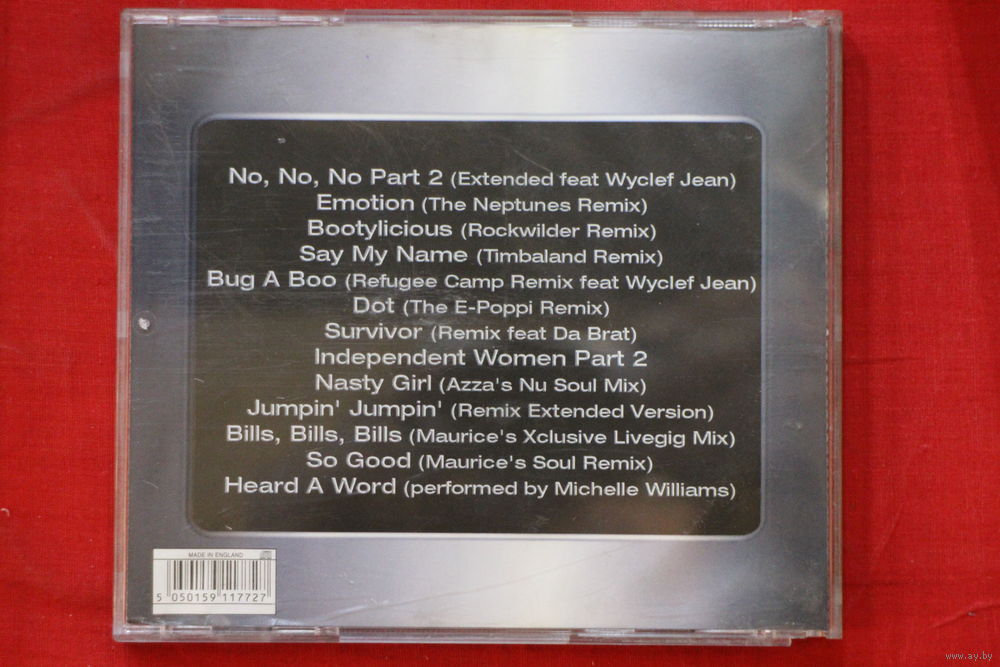 No, No, No Part 2 (Extended feat Wyclef Jean)
Emotion (The Neptunes Remix)
Bootylicious (Rockwilder Remix)
Say My Name (Timbaland Remix)
Bug A Boo (Refugee Camp Remix feat Wyclef Jean)
Dot (The E-Poppi Remix)
Survivor (Remix feat Da Brat)
Independent Women Part 2
Nasty Girl (Azza's Nu Soul Mix)
Jumpin' Jumpin' (Remix Extended Version)
Bills, Bills, Bills (Maurice's Xclusive Livegig Mix)
So Good (Maurice's Soul Remix)
Heard A Word (performed by Michelle Williams)
MADE IN ENGLAND
5 050159 117727
www.ay.by